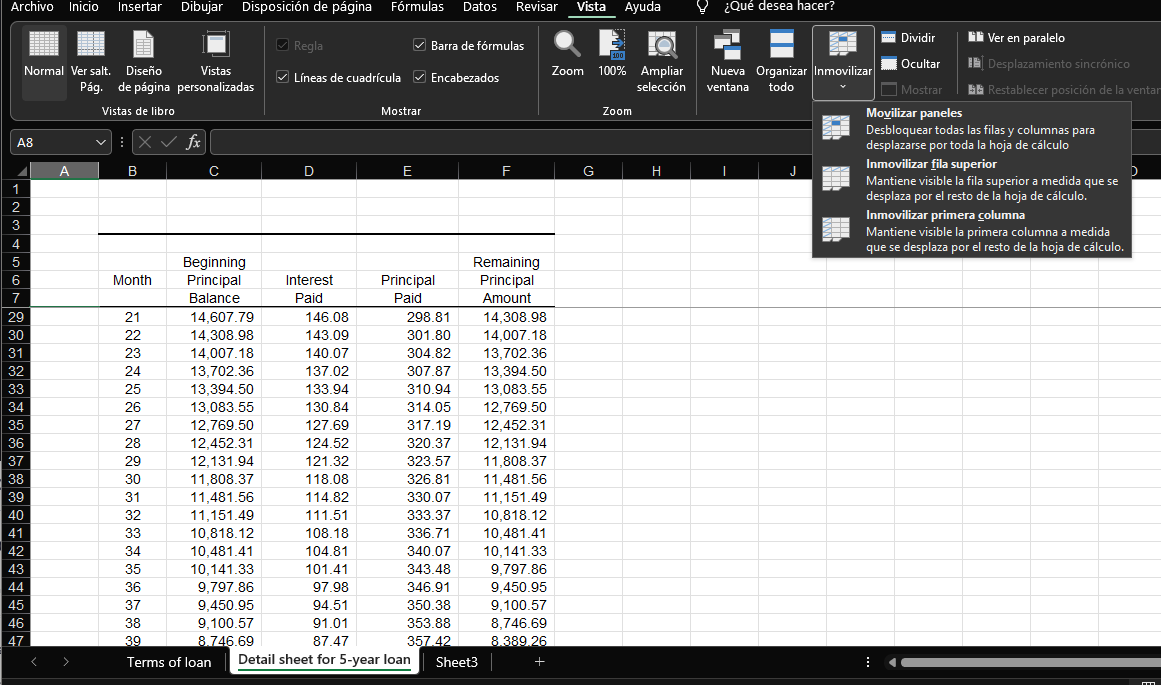 Archivo Inicio Insertar Dibujar Disposición de página Fórmulas Datos Revisar Vista Ayuda ¿Qué desea hacer?
Normal
Ver salt. Pág.
Diseño de página
Vistas personalizadas
Vistas de libro
Regla
Barra de fórmulas
Líneas de cuadrícula
Encabezados
Mostrar
Zoom
100%
Ampliar selección
Zoom
Nueva ventana
Organizar todo
Inmovilizar
Dividir
Ocultar
Mostrar
Ver en paralelo
Desplazamiento sincrónico
Restablecer posición de la ventan
Movilizar paneles
Desbloquear todas las filas y columnas para
desplazarse por toda la hoja de cálculo
Inmovilizar fila superior
Mantiene visible la fila superior a medida que se
desplaza por el resto de la hoja de cálculo.
Inmovilizar primera columna
Mantiene visible la primera columna a medida
que se desplaza por el resto de la hoja de cálculo.
A8 fx
A B C D E F G H I J
1
2
3
4
5 Beginning Remaining
6 Month Principal Interest Principal Principal
7 Balance Paid Paid Amount
29 21 14,607.79 146.08 298.81 14,308.98
30 22 14,308.98 143.09 301.80 14,007.18
31 23 14,007.18 140.07 304.82 13,702.36
32 24 13,702.36 137.02 307.87 13,394.50
33 25 13,394.50 133.94 310.94 13,083.55
34 26 13,083.55 130.84 314.05 12,769.50
35 27 12,769.50 127.69 317.19 12,452.31
36 28 12,452.31 124.52 320.37 12,131.94
37 29 12,131.94 121.32 323.57 11,808.37
38 30 11,808.37 118.08 326.81 11,481.56
39 31 11,481.56 114.82 330.07 11,151.49
40 32 11,151.49 111.51 333.37 10,818.12
41 33 10,818.12 108.18 336.71 10,481.41
42 34 10,481.41 104.81 340.07 10,141.33
43 35 10,141.33 101.41 343.48 9,797.86
44 36 9,797.86 97.98 346.91 9,450.95
45 37 9,450.95 94.51 350.38 9,100.57
46 38 9,100.57 91.01 353.88 8,746.69
47 39 8,746.69 87.47 357.42 8,389.26
Terms of loan Detail sheet for 5-year loan Sheet3